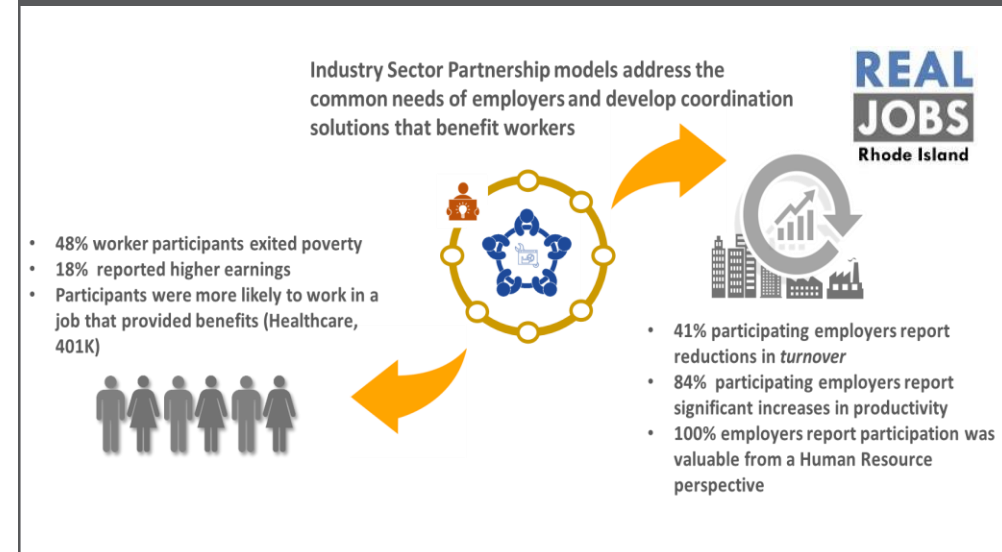 Industry Sector Partnership models address the
common needs of employers and develop coordination
solutions that benefit workers
REAL
JOBS
Rhode Island
• 48% worker participants exited poverty
• 18% reported higher earnings
• Participants were more likely to work in a
job that provided benefits (Healthcare,
401K)
• 41% participating employers report
reductions in turnover
• 84% participating employers report
significant increases in productivity
• 100% employers report participation was
valuable from a Human Resource
perspective